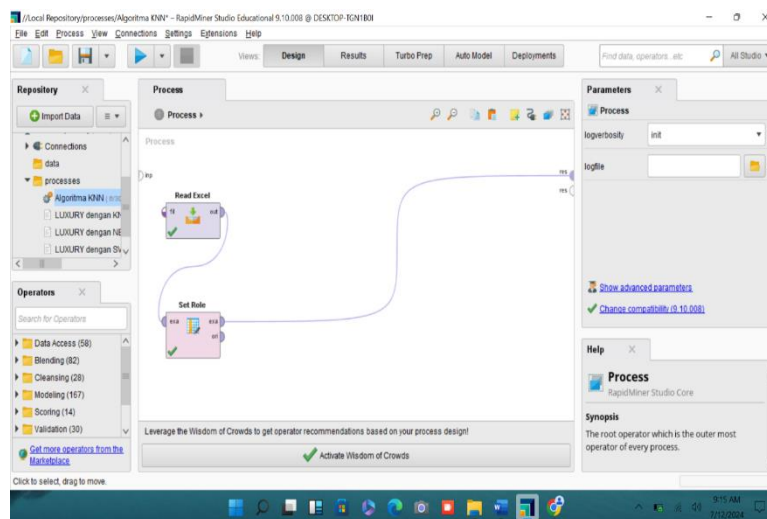 //Local Repository/processes/Algoritma KNN* – RapidMiner Studio Educational 9.10.008 @ DESKTOP-TGN1B0I
File Edit Process View Connections Settings Extensions Help
Views: Design Results Turbo Prep Auto Model Deployments
Find data, operators...etc
All Studio
Repository
Import Data
Connections
data
processes
Algoritma KNN
LUXURY dengan KN
LUXURY dengan NE
LUXURY dengan SV
Operators
Search for Operators
Data Access (58)
Blending (82)
Cleansing (28)
Modeling (167)
Scoring (14)
Validation (30)
Get more operators from the
Marketplace
Process
Process
Process
inp
Read Excel
fil out
Set Role
exa exa
ori
res
res
Leverage the Wisdom of Crowds to get operator recommendations based on your process design!
Activate Wisdom of Crowds
Parameters
Process
logverbosity init
logfile
Show advanced parameters
Change compatibility (9.10.008)
Help
Process
RapidMiner Studio Core
Synopsis
The root operator which is the outer most
operator of every process.
Click to select, drag to move.
9:15 AM
7/12/2024